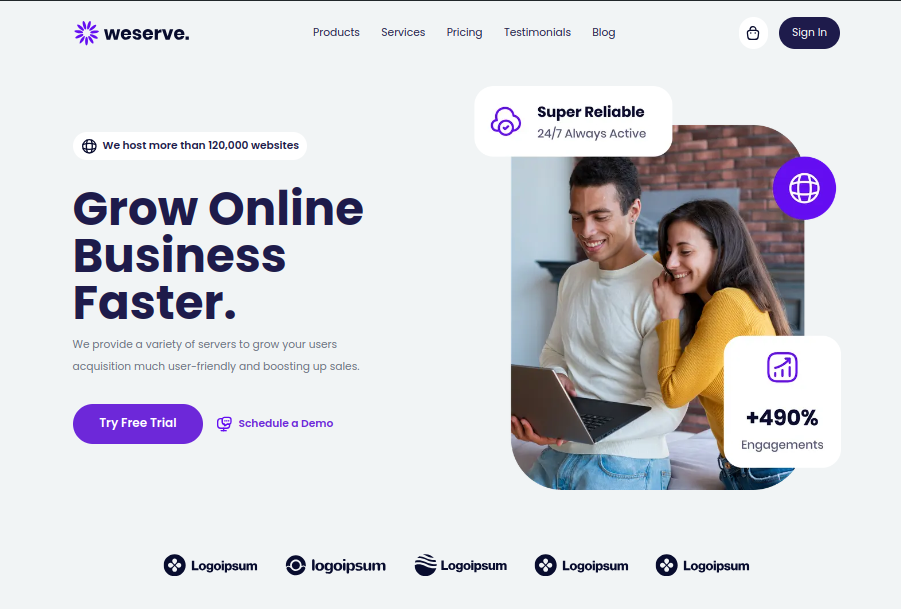 weserve.
Products
Services
Pricing
Testimonials
Blog
Sign In
We host more than 120,000 websites
Grow Online
Business
Faster.
We provide a variety of servers to grow your users
acquisition much user-friendly and boosting up sales.
Try Free Trial
Schedule a Demo
Super Reliable
24/7 Always Active
+490%
Engagements
Logoipsum
logoipsum
Logoipsum
Logoipsum
Logoipsum